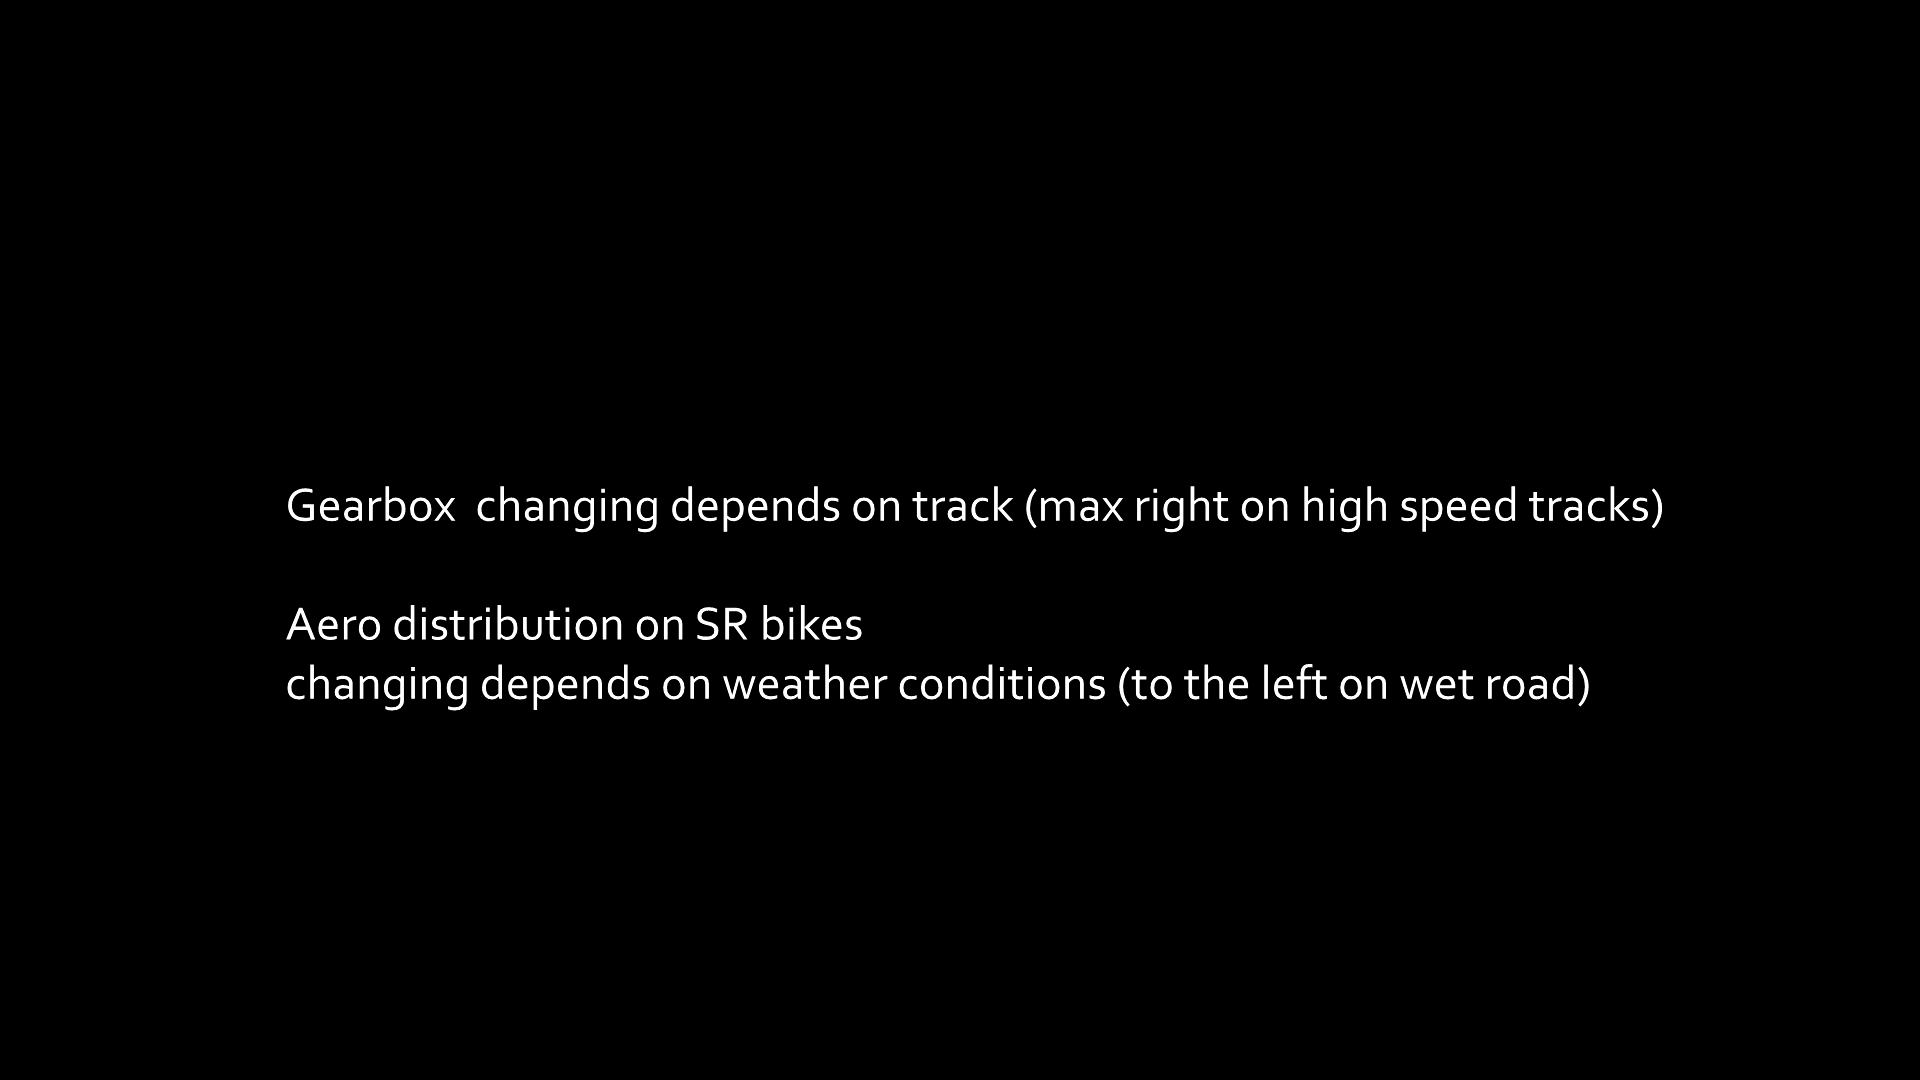 Gearbox  changing depends on track (max right on high speed tracks)
Aero distribution on SR bikes
changing depends on weather conditions (to the left on wet road)